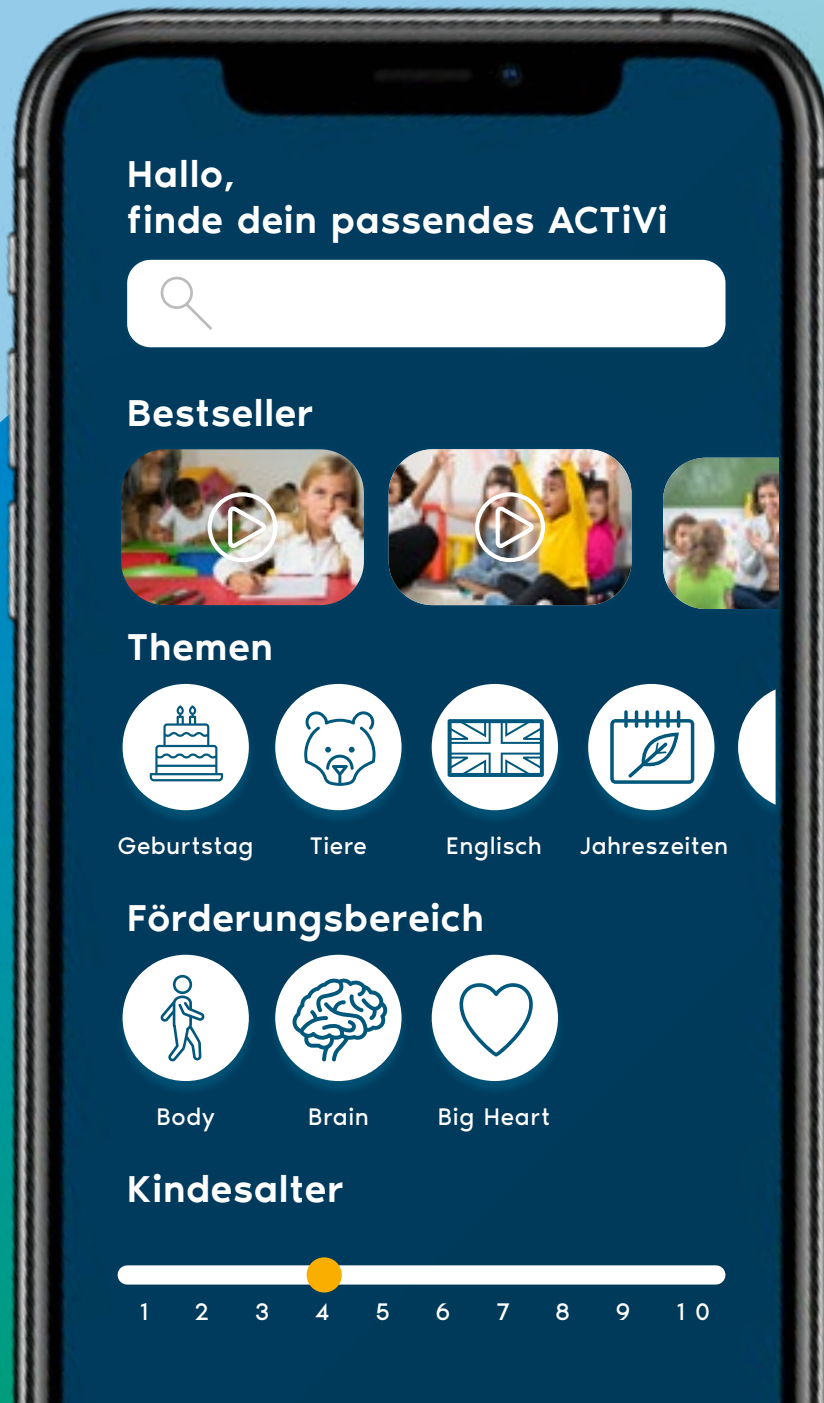 Hallo,
finde dein passendes ACTiVi
Bestseller
Themen
Geburtstag Tiere Englisch Jahreszeiten
Förderungsbereich
Body Brain Big Heart
Kindesalter
1 2 3 4 5 6 7 8 9 10